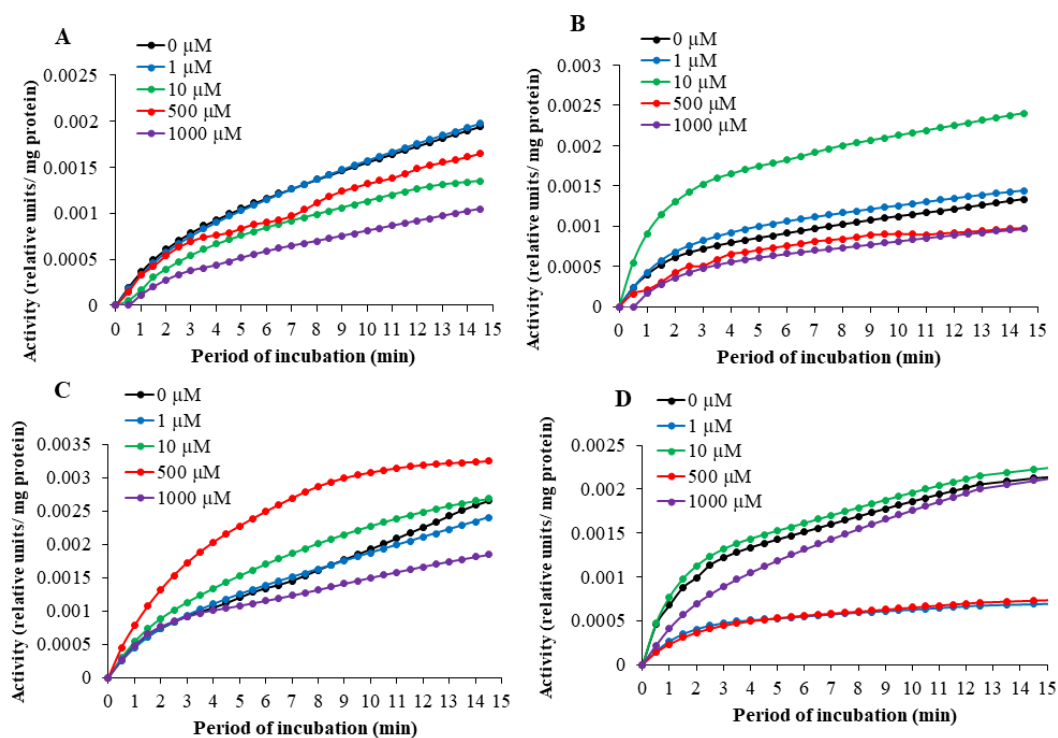 A
0 µM
1 µM
10 µM
500 µM
1000 µM
Activity (relative units/ mg protein)
0.0025
0.002
0.0015
0.001
0.0005
0
0 1 2 3 4 5 6 7 8 9 10 11 12 13 14 15
Period of incubation (min)
B
0 µM
1 µM
10 µM
500 µM
1000 µM
Activity (relative units/ mg protein)
0.003
0.0025
0.002
0.0015
0.001
0.0005
0
0 1 2 3 4 5 6 7 8 9 10 11 12 13 14 15
Period of incubation (min)
C
0 µM
1 µM
10 µM
500 µM
1000 µM
Activity (relative units/ mg protein)
0.0035
0.003
0.0025
0.002
0.0015
0.001
0.0005
0
0 1 2 3 4 5 6 7 8 9 10 11 12 13 14 15
Period of incubation (min)
D
0 µM
1 µM
10 µM
500 µM
1000 µM
Activity (relative units/ mg protein)
0.0025
0.002
0.0015
0.001
0.0005
0
0 1 2 3 4 5 6 7 8 9 10 11 12 13 14 15
Period of incubation (min)